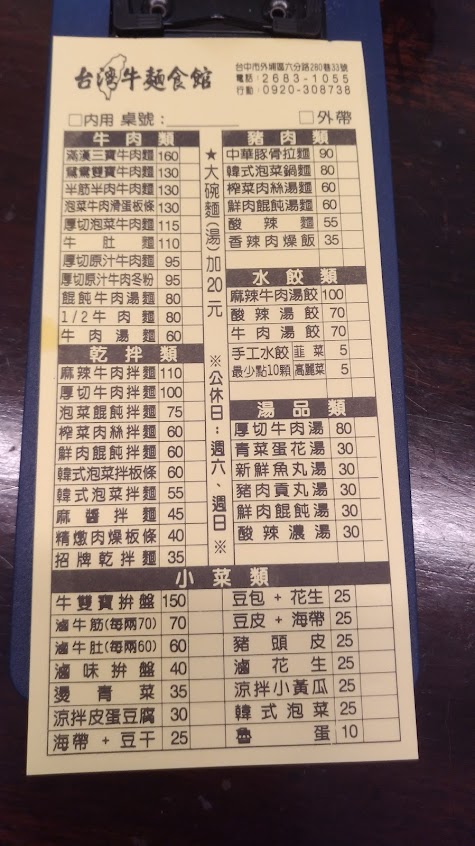 台灣牛麵食館
台中市外埔區六分路280巷33號
電話:2683-1055
行動:0920-308738
□內用 桌號:
□外帶
牛肉類
滿漢三寶牛肉麵 160
鴛鴦雙寶牛肉麵 130
半筋半肉牛肉麵 130
泡菜牛肉滑蛋板條 130
厚切泡菜牛肉麵 115
牛肚麵 110
厚切原汁牛肉麵 95
厚切原汁牛肉冬粉 95
餛飩牛肉湯麵 80
1/2牛肉麵 80
牛肉湯麵 60
乾拌類
麻辣牛肉拌麵 110
厚切牛肉拌麵 100
泡菜餛飩拌麵 75
榨菜肉絲拌麵 60
鮮肉餛飩拌麵 60
韓式泡菜拌板條 60
韓式泡菜拌麵 55
麻醬拌麵 45
精燉肉燥板條 40
招牌乾拌麵 35
★大碗麵(湯)加20元
※公休日:週六、週日※
豬肉類
中華豚骨拉麵 90
韓式泡菜鍋麵 80
榨菜肉絲湯麵 60
鮮肉餛飩湯麵 60
酸辣麵 55
香辣肉燥飯 35
水餃類
麻辣牛肉湯餃 100
酸辣湯餃 70
牛肉湯餃 70
手工水餃 韭菜 5
最少點10顆 高麗菜 5
湯品類
厚切牛肉湯 80
青菜蛋花湯 30
新鮮魚丸湯 30
豬肉貢丸湯 30
鮮肉餛飩湯 30
酸辣濃湯 30
小菜類
牛雙寶拚盤 150
滷牛筋(每兩70) 70
滷牛肚(每兩60) 60
滷味拚盤 40
燙青菜 35
涼拌皮蛋豆腐 30
海帶+豆干 25
豆包+花生 25
豆皮+海帶 25
豬頭皮 25
滷花生 25
涼拌小黃瓜 25
韓式泡菜 25
魯蛋 10